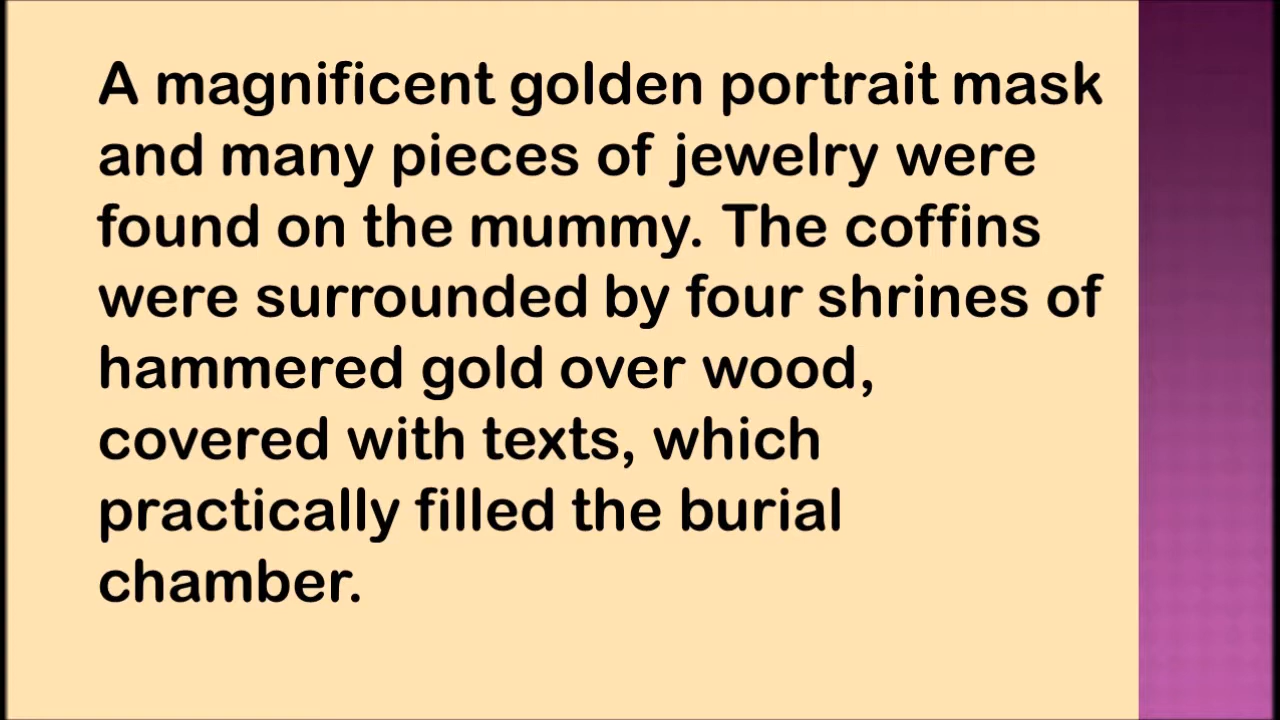 A magnificent golden portrait mask
and many pieces of jewelry were
found on the mummy. The coffins
were surrounded by four shrines of
hammered gold over wood,
covered with texts, which
practically filled the burial
chamber.